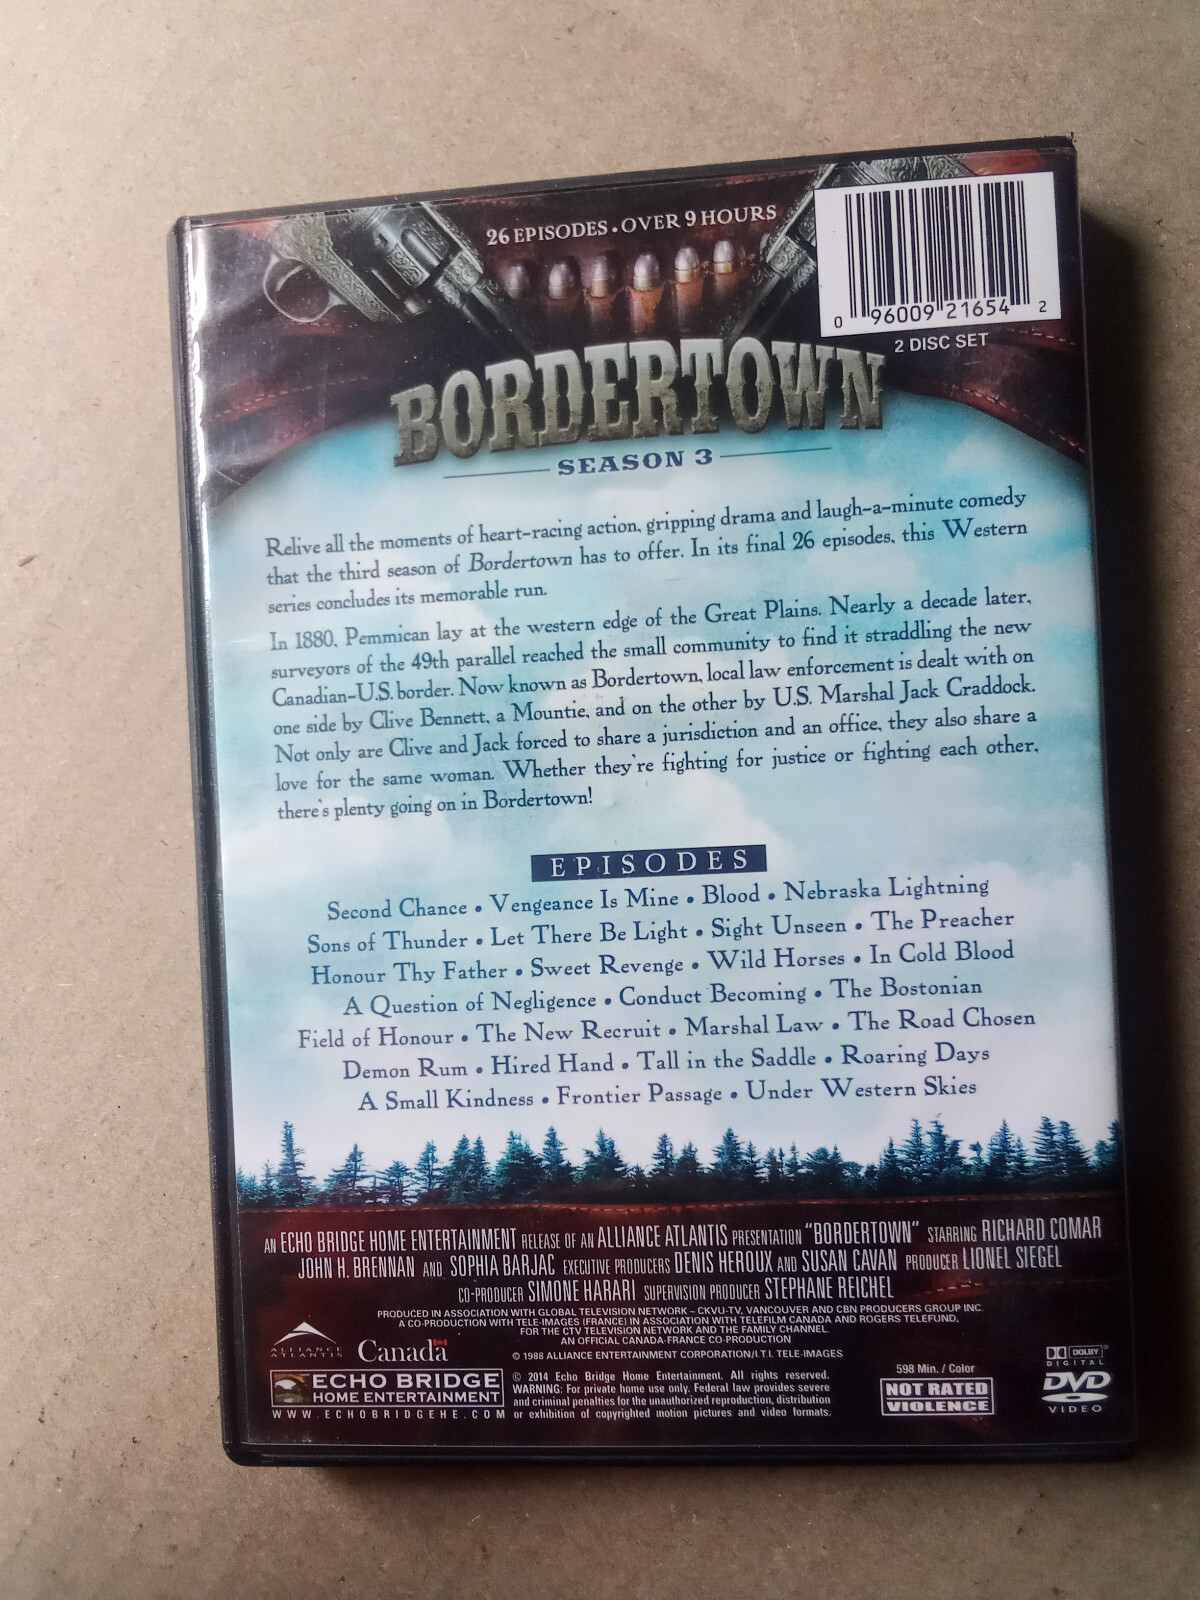 26 EPISODES • OVER 9 HOURS
0 96009 21654 2
2 DISC SET
BORDERTOWN
SEASON 3
Relive all the moments of heart-racing action, gripping drama and laugh-a-minute comedy
that the third season of Bordertown has to offer. In its final 26 episodes, this Western
series concludes its memorable run.
In 1880, Pemmican lay at the western edge of the Great Plains. Nearly a decade later,
surveyors of the 49th parallel reached the small community to find it straddling the new
Canadian-U.S. border. Now known as Bordertown, local law enforcement is dealt with on
one side by Clive Bennett, a Mountie, and on the other by U.S. Marshal Jack Craddock.
Not only are Clive and Jack forced to share a jurisdiction and an office, they also share a
love for the same woman. Whether they're fighting for justice or fighting each other,
there's plenty going on in Bordertown!
EPISODES
Second Chance • Vengeance Is Mine • Blood • Nebraska Lightning
Sons of Thunder • Let There Be Light • Sight Unseen • The Preacher
Honour Thy Father • Sweet Revenge • Wild Horses • In Cold Blood
A Question of Negligence • Conduct Becoming • The Bostonian
Field of Honour • The New Recruit • Marshal Law • The Road Chosen
Demon Rum • Hired Hand • Tall in the Saddle • Roaring Days
A Small Kindness • Frontier Passage • Under Western Skies
AN ECHO BRIDGE HOME ENTERTAINMENT RELEASE OF AN ALLIANCE ATLANTIS PRESENTATION "BORDERTOWN" STARRING RICHARD COMAR
JOHN H. BRENNAN AND SOPHIA BARJAC EXECUTIVE PRODUCERS DENIS HEROUX AND SUSAN CAVAN PRODUCER LIONEL SIEGEL
CO-PRODUCER SIMONE HARARI SUPERVISION PRODUCER STEPHANE REICHEL
PRODUCED IN ASSOCIATION WITH GLOBAL TELEVISION NETWORK – CKVU-TV, VANCOUVER AND CBN PRODUCERS GROUP INC.
A CO-PRODUCTION WITH TELE-IMAGES (FRANCE) IN ASSOCIATION WITH TELEFILM CANADA AND ROGERS TELEFUND,
FOR THE CTV TELEVISION NETWORK AND THE FAMILY CHANNEL.
AN OFFICIAL CANADA-FRANCE CO-PRODUCTION
© 1988 ALLIANCE ENTERTAINMENT CORPORATION/I.T.I. TELE-IMAGES
ALLIANCE
ATLANTIS
Canada
ECHO BRIDGE
HOME ENTERTAINMENT
WWW.ECHOBRIDGEHE.COM
© 2014 Echo Bridge Home Entertainment. All rights reserved.
WARNING: For private home use only. Federal law provides severe
and criminal penalties for the unauthorized reproduction, distribution
or exhibition of copyrighted motion pictures and video formats.
598 Min. / Color
NOT RATED
VIOLENCE
DOLBY
DIGITAL
DVD
VIDEO